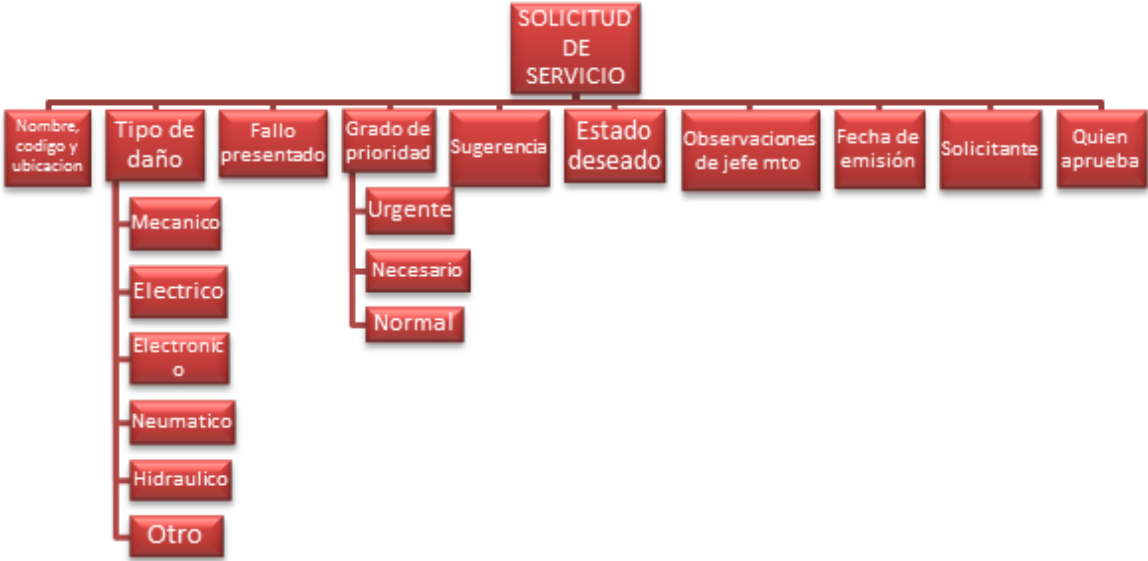 SOLICITUD
DE
SERVICIO
Nombre,
codigo y
ubicacion
Tipo de
daño
Fallo
presentado
Grado de
prioridad
Sugerencia
Estado
deseado
Observaciones
de jefe mto
Fecha de
emisión
Solicitante
Quien
aprueba
Mecanico
Electrico
Electronic
o
Neumatico
Hidraulico
Otro
Urgente
Necesario
Normal